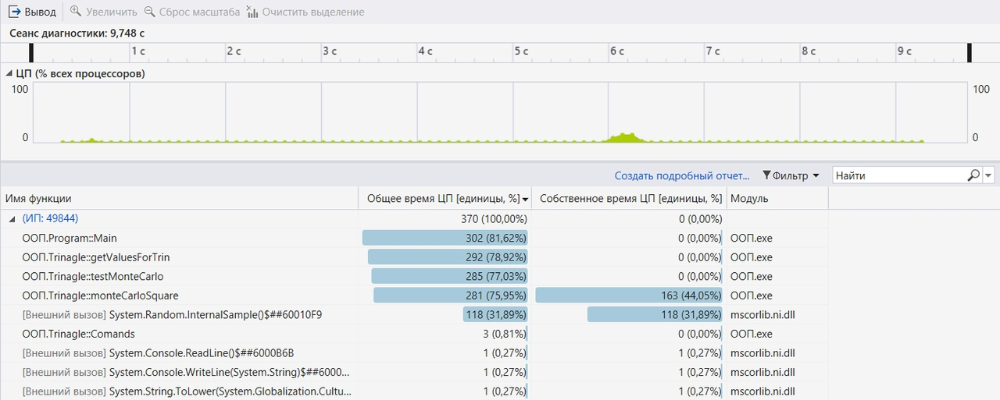 Вывод Увеличить Сброс масштаба Очистить выделение
Сеанс диагностики: 9,748 с
1 с 2 с 3 с 4 с 5 с 6 с 7 с 8 с 9 с
ЦП (% всех процессоров)
100 100
0 0
Создать подробный отчет... Фильтр Найти
Имя функции Общее время ЦП [единицы, %] Собственное время ЦП [единицы, %] Модуль
(ИП: 49844) 370 (100,00%) 0 (0,00%)
ООП.Program::Main 302 (81,62%) 0 (0,00%) ООП.exe
ООП.Trinagle::getValuesForTrin 292 (78,92%) 0 (0,00%) ООП.exe
ООП.Trinagle::testMonteCarlo 285 (77,03%) 0 (0,00%) ООП.exe
ООП.Trinagle::monteCarloSquare 281 (75,95%) 163 (44,05%) ООП.exe
[Внешний вызов] System.Random.InternalSample()$##60010F9 118 (31,89%) 118 (31,89%) mscorlib.ni.dll
ООП.Trinagle::Comands 3 (0,81%) 0 (0,00%) ООП.exe
[Внешний вызов] System.Console.ReadLine()$##6000B6B 1 (0,27%) 1 (0,27%) mscorlib.ni.dll
[Внешний вызов] System.Console.WriteLine(System.String)$##6000... 1 (0,27%) 1 (0,27%) mscorlib.ni.dll
[Внешний вызов] System.String.ToLower(System.Globalization.Cultu... 1 (0,27%) 1 (0,27%) mscorlib.ni.dll